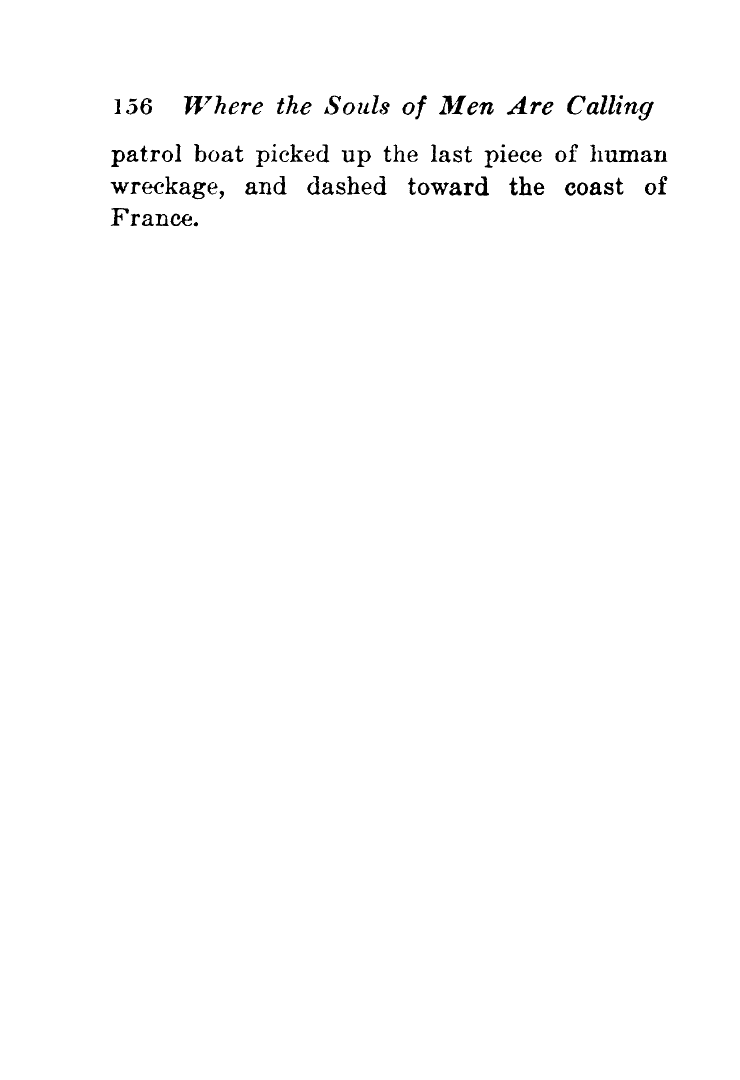 156 Where the Souls of Men Are Calling
patrol boat picked up the last piece of human
wreckage, and dashed toward the coast of
France.